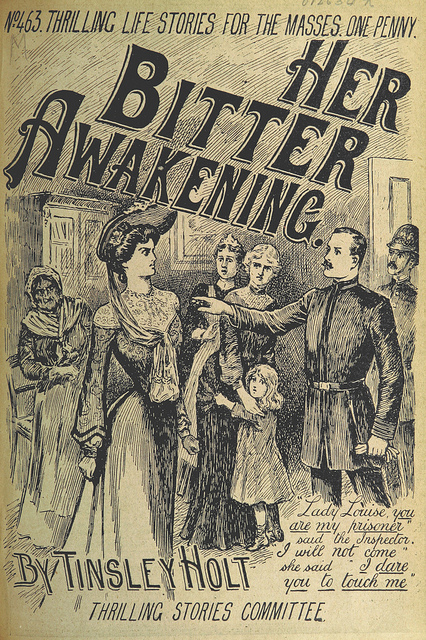 Nº463. THRILLING LIFE STORIES FOR THE MASSES. ONE PENNY.
HER
BITTER
AWAKENING.
"Lady Louise, you
are my prisoner"
said the Inspector.
"I will not come"
she said "I dare
you to touch me"
BY TINSLEY HOLT
THRILLING STORIES COMMITTEE.